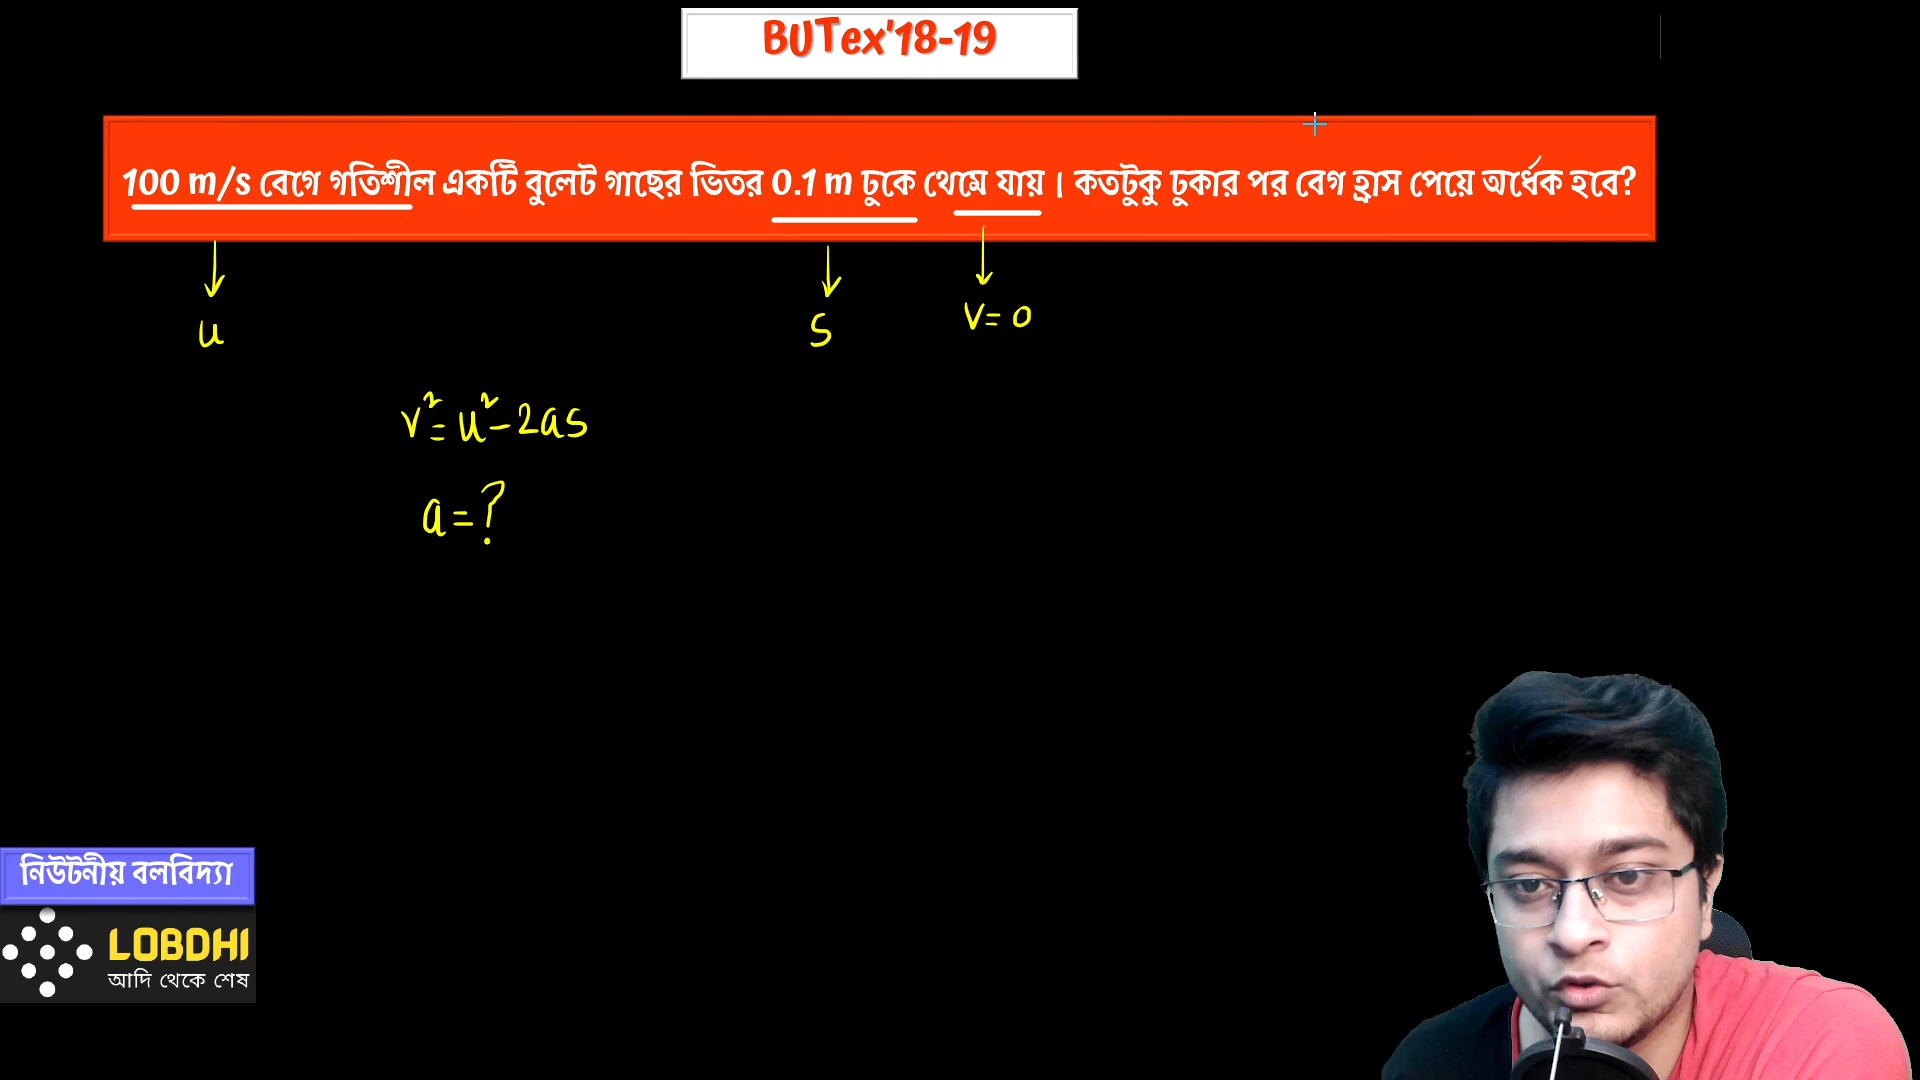 BUTex'18-19
100 m/s বেগে গতিশীল একটি বুলেট গাছের ভিতর 0.1 m ঢুকে থেমে যায় । কতটুকু ঢুকার পর বেগ হ্রাস পেয়ে অর্ধেক হবে?
u
S
V= 0
v²= u²- 2as
a= ?
নিউটনীয় বলবিদ্যা
LOBDHI
আদি থেকে শেষ